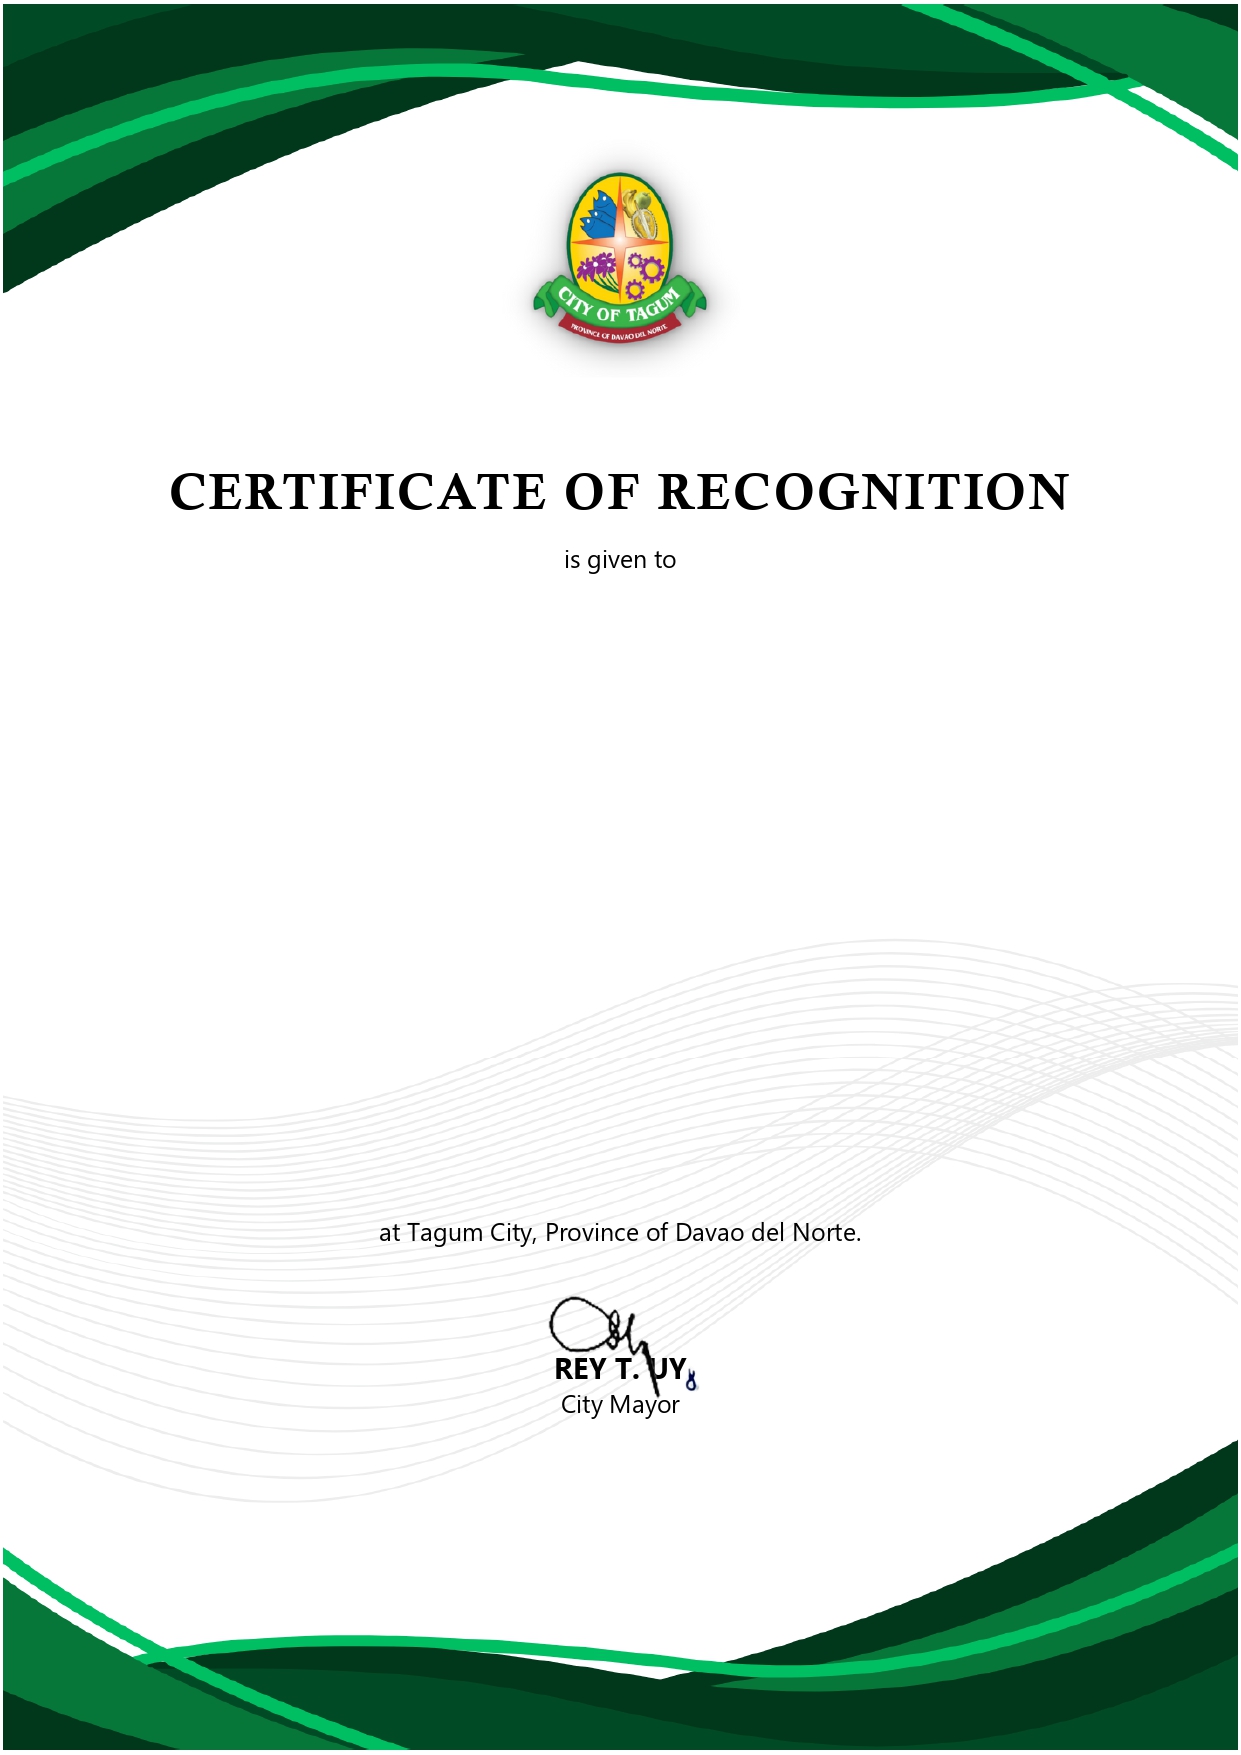 CITY OF TAGUM
PROVINCE OF DAVAO DEL NORTE
CERTIFICATE OF RECOGNITION
is given to
at Tagum City, Province of Davao del Norte.
REY T. UY
City Mayor